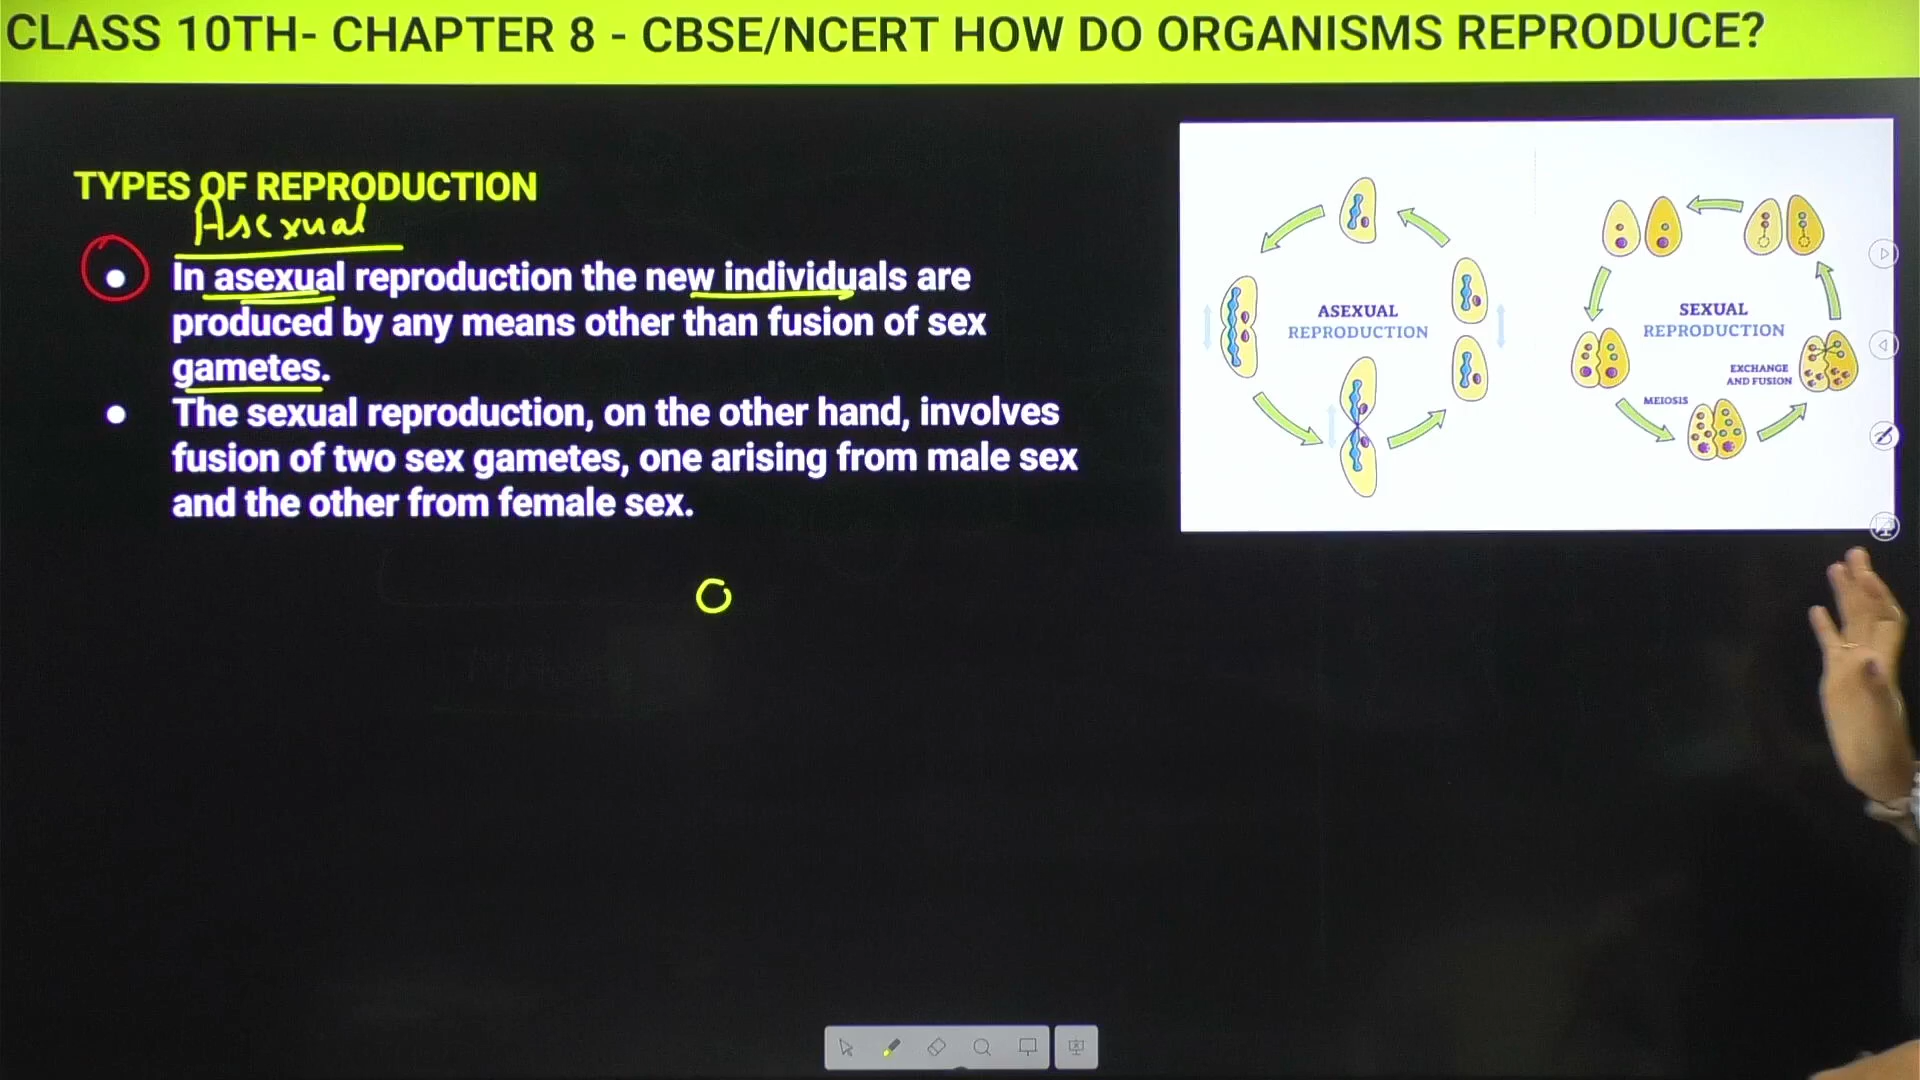 CLASS 10TH- CHAPTER 8 - CBSE/NCERT HOW DO ORGANISMS REPRODUCE?
TYPES OF REPRODUCTION
Asexual
● In asexual reproduction the new individuals are
produced by any means other than fusion of sex
gametes.
● The sexual reproduction, on the other hand, involves
fusion of two sex gametes, one arising from male sex
and the other from female sex.
ASEXUAL
REPRODUCTION
SEXUAL
REPRODUCTION
EXCHANGE
AND FUSION
MEIOSIS